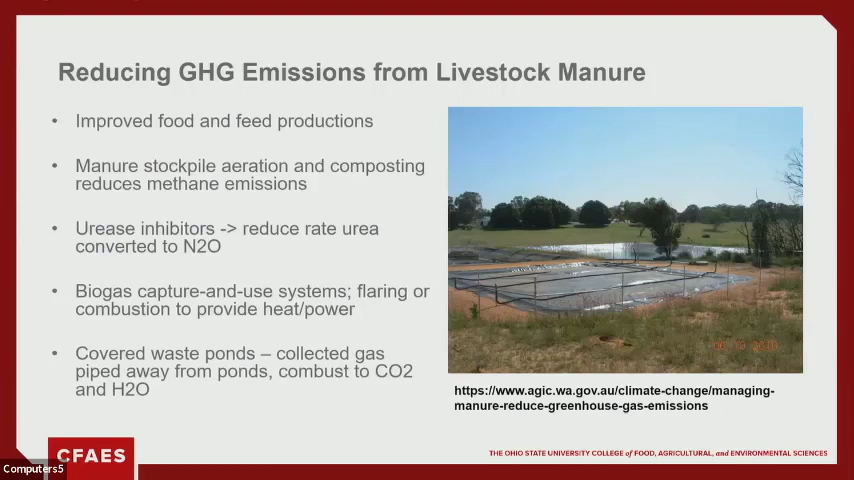 Reducing GHG Emissions from Livestock Manure
• Improved food and feed productions
• Manure stockpile aeration and composting
reduces methane emissions
• Urease inhibitors -> reduce rate urea
converted to N2O
• Biogas capture-and-use systems; flaring or
combustion to provide heat/power
• Covered waste ponds – collected gas
piped away from ponds, combust to CO2
and H2O
https://www.agic.wa.gov.au/climate-change/managing-
manure-reduce-greenhouse-gas-emissions
CFAES
THE OHIO STATE UNIVERSITY COLLEGE of FOOD, AGRICULTURAL, and ENVIRONMENTAL SCIENCES
Computers5